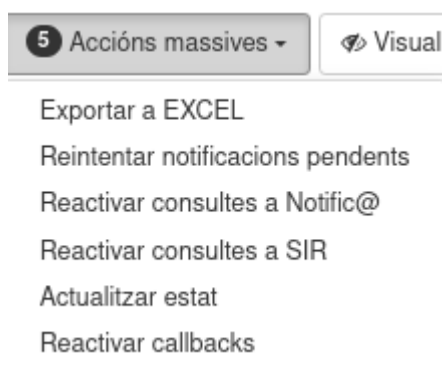 5 Accións massives
Visual
Exportar a EXCEL
Reintentar notificacions pendents
Reactivar consultes a Notific@
Reactivar consultes a SIR
Actualitzar estat
Reactivar callbacks